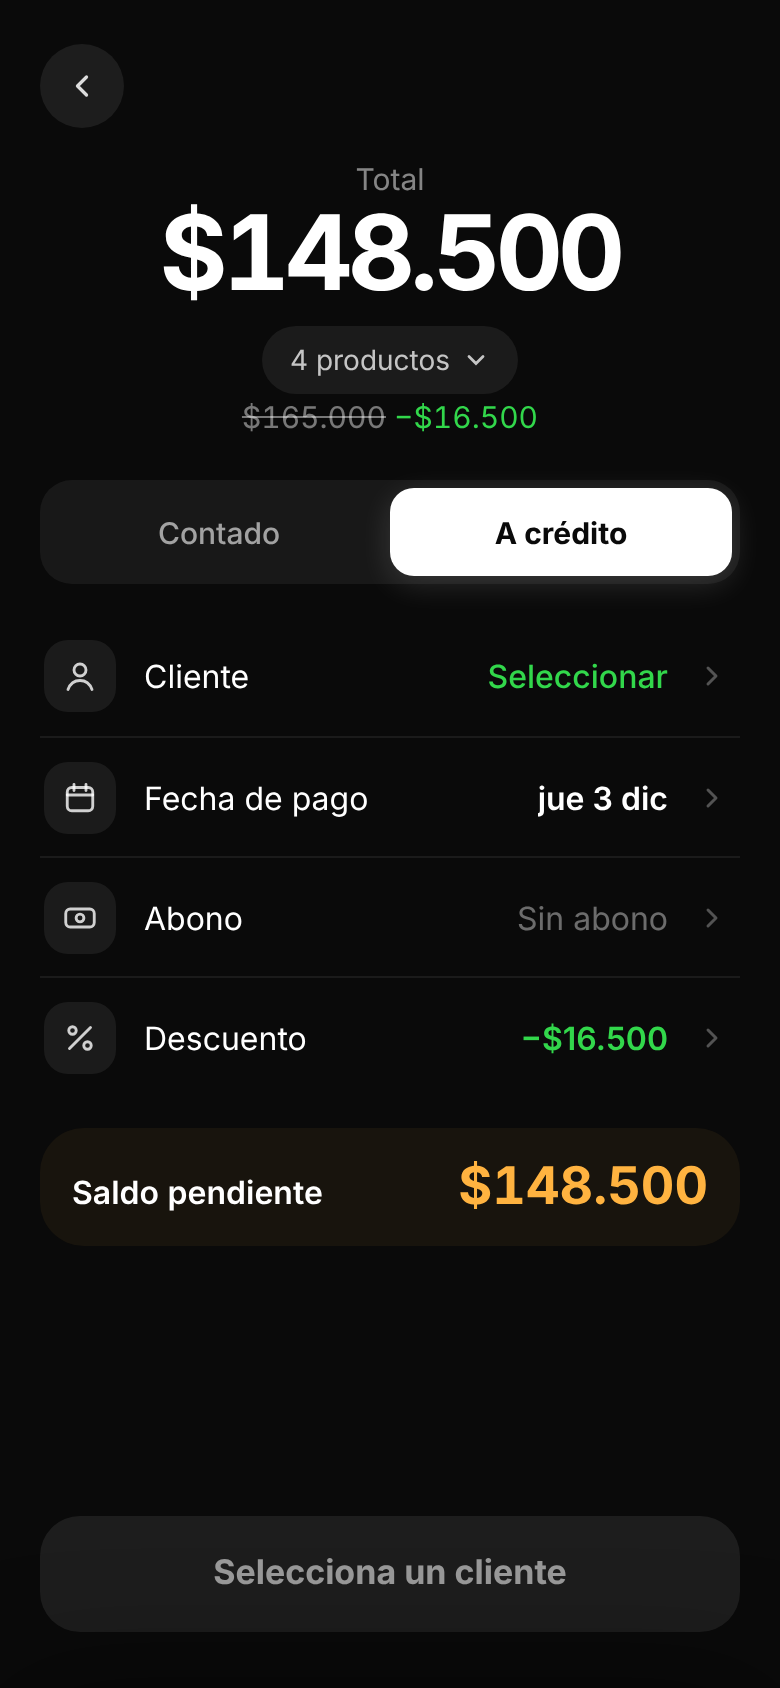 Total
$148.500
4 productos
$165.000 −$16.500
Contado A crédito
Cliente Seleccionar
Fecha de pago jue 3 dic
Abono Sin abono
Descuento −$16.500
Saldo pendiente $148.500
Selecciona un cliente